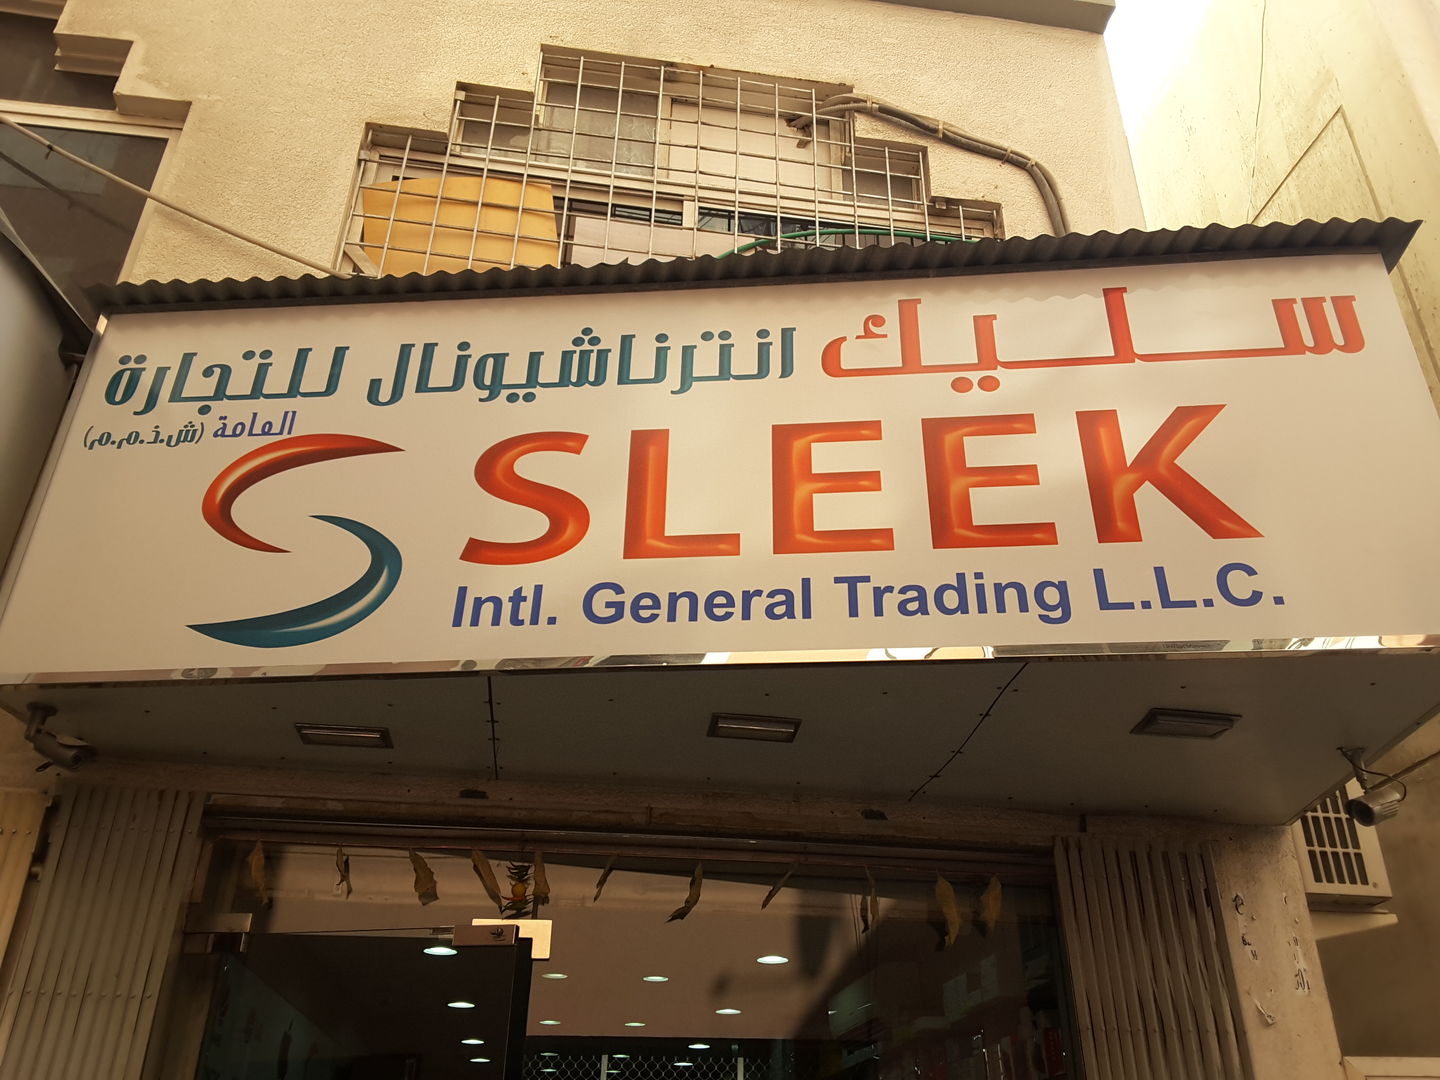 سليك انترناشيونال للتجارة
العامة (ش.ذ.م.م)
SLEEK
Intl. General Trading L.L.C.